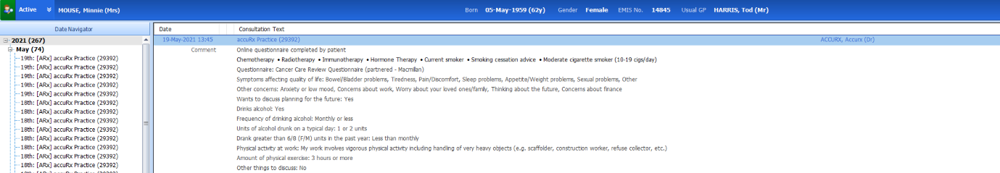 Active MOUSE, Minnie (Mrs) Born 05-May-1959 (62y) Gender Female EMIS No. 14845 Usual GP HARRIS, Tod (Mr)
Date Navigator
2021 (267)
May (74)
19th: [ARx] accuRx Practice (29392)
19th: [ARx] accuRx Practice (29392)
19th: [ARx] accuRx Practice (29392)
19th: [ARx] accuRx Practice (29392)
19th: [ARx] accuRx Practice (29392)
18th: [ARx] accuRx Practice (29392)
18th: [ARx] accuRx Practice (29392)
18th: [ARx] accuRx Practice (29392)
18th: [ARx] accuRx Practice (29392)
18th: [ARx] accuRx Practice (29392)
18th: [ARx] accuRx Practice (29392)
18th: [ARx] accuRx Practice (29392)
18th: [ARx] accuRx Practice (29392)
18th: [ARx] accuRx Practice (29392)
Date Consultation Text
19-May-2021 13:45 accuRx Practice (29392) ACCURX, Accurx (Dr)
Comment Online questionnaire completed by patient
Chemotherapy • Radiotherapy • Immunotherapy • Hormone Therapy • Current smoker • Smoking cessation advice • Moderate cigarette smoker (10-19 cigs/day)
Questionnaire: Cancer Care Review Questionnaire (partnered - Macmillan)
Symptoms affecting quality of life: Bowel/Bladder problems, Tiredness, Pain/Discomfort, Sleep problems, Appetite/Weight problems, Sexual problems, Other
Other concerns: Anxiety or low mood, Concerns about work, Worry about your loved ones/family, Thinking about the future, Concerns about finance
Wants to discuss planning for the future: Yes
Drinks alcohol: Yes
Frequency of drinking alcohol: Monthly or less
Units of alcohol drunk on a typical day: 1 or 2 units
Drank greater than 6/8 (F/M) units in the past year: Less than monthly
Physical activity at work: My work involves vigorous physical activity including handling of very heavy objects (e.g. scaffolder, construction worker, refuse collector, etc.)
Amount of physical exercise: 3 hours or more
Other things to discuss: No